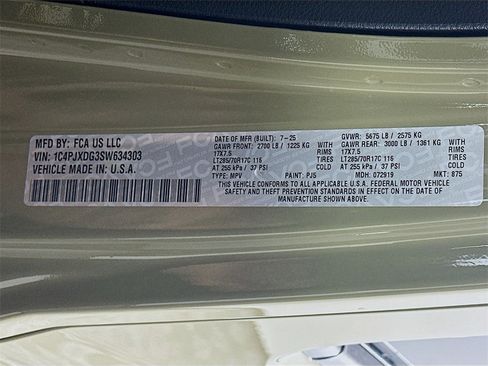 MFD BY: FCA US LLC
VIN: 1C4PJXDG3SW634303
VEHICLE MADE IN: U.S.A.
DATE OF MFR (BUILT): 7-25 GVWR: 5675 LB / 2575 KG
GAWR FRONT: 2700 LB / 1225 KG WITH GAWR REAR: 3000 LB / 1361 KG WITH
17X7.5 RIMS 17X7.5 RIMS
LT285/70R17C 116 WITH LT285/70R17C 116 WITH
AT 255 kPa / 37 PSI TIRES AT 255 kPa / 37 PSI TIRES
TYPE: MPV PAINT: PJ5 MDH: 072919 MKT: 875
THIS VEHICLE CONFORMS TO ALL APPLICABLE U.S.A. FEDERAL MOTOR VEHICLE
SAFETY AND THEFT PREVENTION STANDARDS IN EFFECT ON THE DATE OF MANUFACTURE
SHOWN ABOVE.